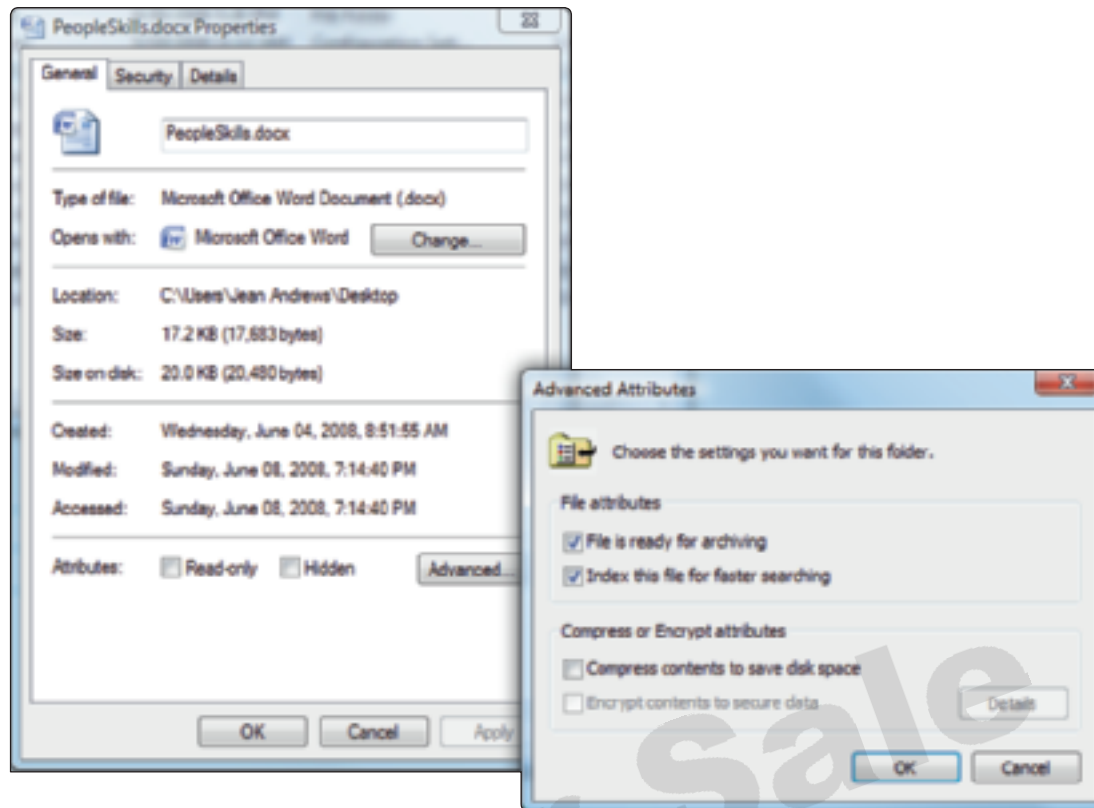 PeopleSkills.docx Properties
General Security Details
PeopleSkills.docx
Type of file: Microsoft Office Word Document (.docx)
Opens with: Microsoft Office Word Change...
Location: C:\Users\Jean Andrews\Desktop
Size: 17.2 KB (17,683 bytes)
Size on disk: 20.0 KB (20,480 bytes)
Created: Wednesday, June 04, 2008, 8:51:55 AM
Modified: Sunday, June 08, 2008, 7:14:40 PM
Accessed: Sunday, June 08, 2008, 7:14:40 PM
Attributes: Read-only Hidden Advanced...
OK Cancel Apply
Advanced Attributes
Choose the settings you want for this folder.
File attributes
File is ready for archiving
Index this file for faster searching
Compress or Encrypt attributes
Compress contents to save disk space
Encrypt contents to secure data Details
OK Cancel
Sale